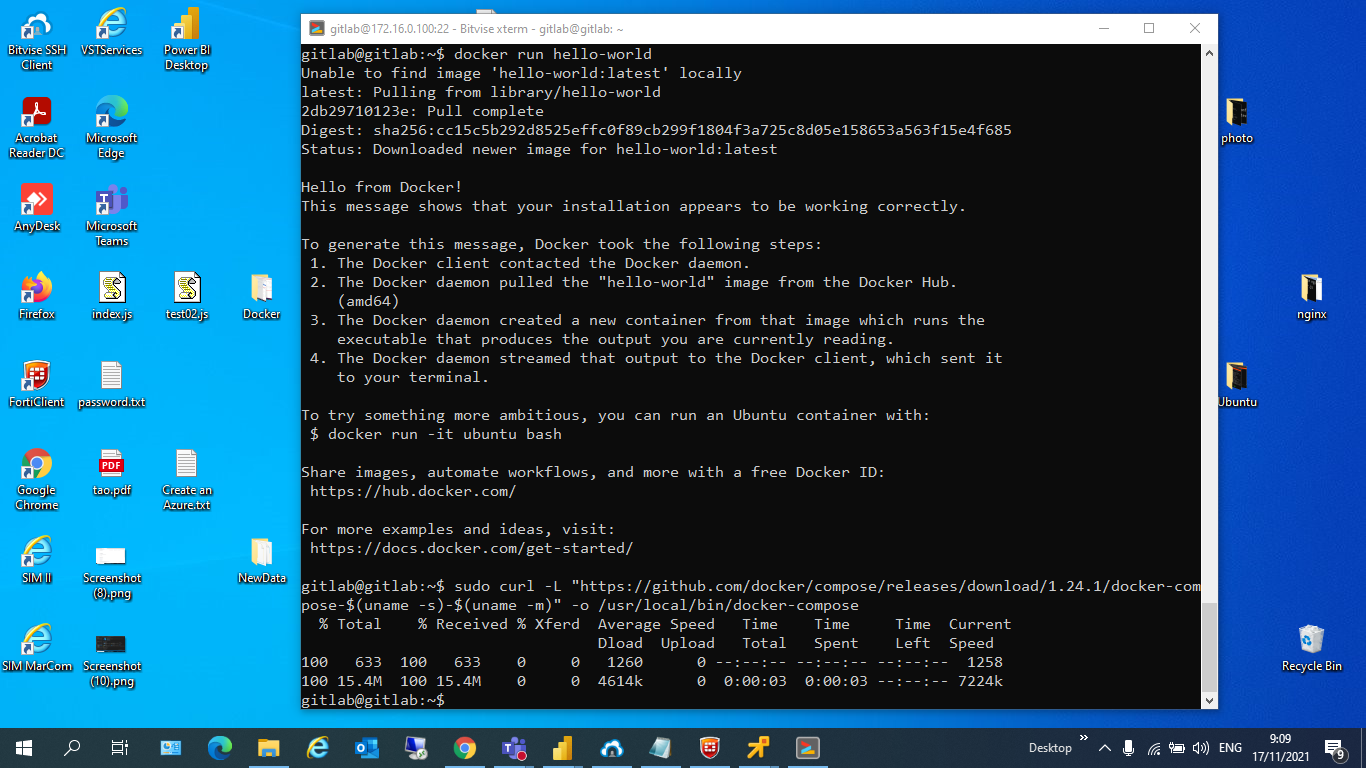 gitlab@172.16.0.100:22 - Bitvise xterm - gitlab@gitlab: ~
gitlab@gitlab:~$ docker run hello-world
Unable to find image 'hello-world:latest' locally
latest: Pulling from library/hello-world
2db29710123e: Pull complete
Digest: sha256:cc15c5b292d8525effc0f89cb299f1804f3a725c8d05e158653a563f15e4f685
Status: Downloaded newer image for hello-world:latest
Hello from Docker!
This message shows that your installation appears to be working correctly.
To generate this message, Docker took the following steps:
1. The Docker client contacted the Docker daemon.
2. The Docker daemon pulled the "hello-world" image from the Docker Hub.
(amd64)
3. The Docker daemon created a new container from that image which runs the
executable that produces the output you are currently reading.
4. The Docker daemon streamed that output to the Docker client, which sent it
to your terminal.
To try something more ambitious, you can run an Ubuntu container with:
$ docker run -it ubuntu bash
Share images, automate workflows, and more with a free Docker ID:
https://hub.docker.com/
For more examples and ideas, visit:
https://docs.docker.com/get-started/
gitlab@gitlab:~$ sudo curl -L "https://github.com/docker/compose/releases/download/1.24.1/docker-com
pose-$(uname -s)-$(uname -m)" -o /usr/local/bin/docker-compose
% Total    % Received % Xferd  Average Speed   Time    Time     Time  Current
Dload  Upload   Total   Spent    Left  Speed
100   633  100   633    0     0   1260      0 --:--:-- --:--:-- --:--:--  1258
100 15.4M  100 15.4M    0     0  4614k      0  0:00:03  0:00:03 --:--:-- 7224k
gitlab@gitlab:~$
Bitvise SSH
Client
VSTServices
Power BI
Desktop
Acrobat
Reader DC
Microsoft
Edge
AnyDesk
Microsoft
Teams
Firefox
index.js
test02.js
Docker
FortiClient
password.txt
Google
Chrome
PDF
tao.pdf
Create an
Azure.txt
SIM II
Screenshot
(8).png
NewData
SIM MarCom
Screenshot
(10).png
photo
nginx
Ubuntu
Recycle Bin
Desktop
ENG
9:09
17/11/2021
9